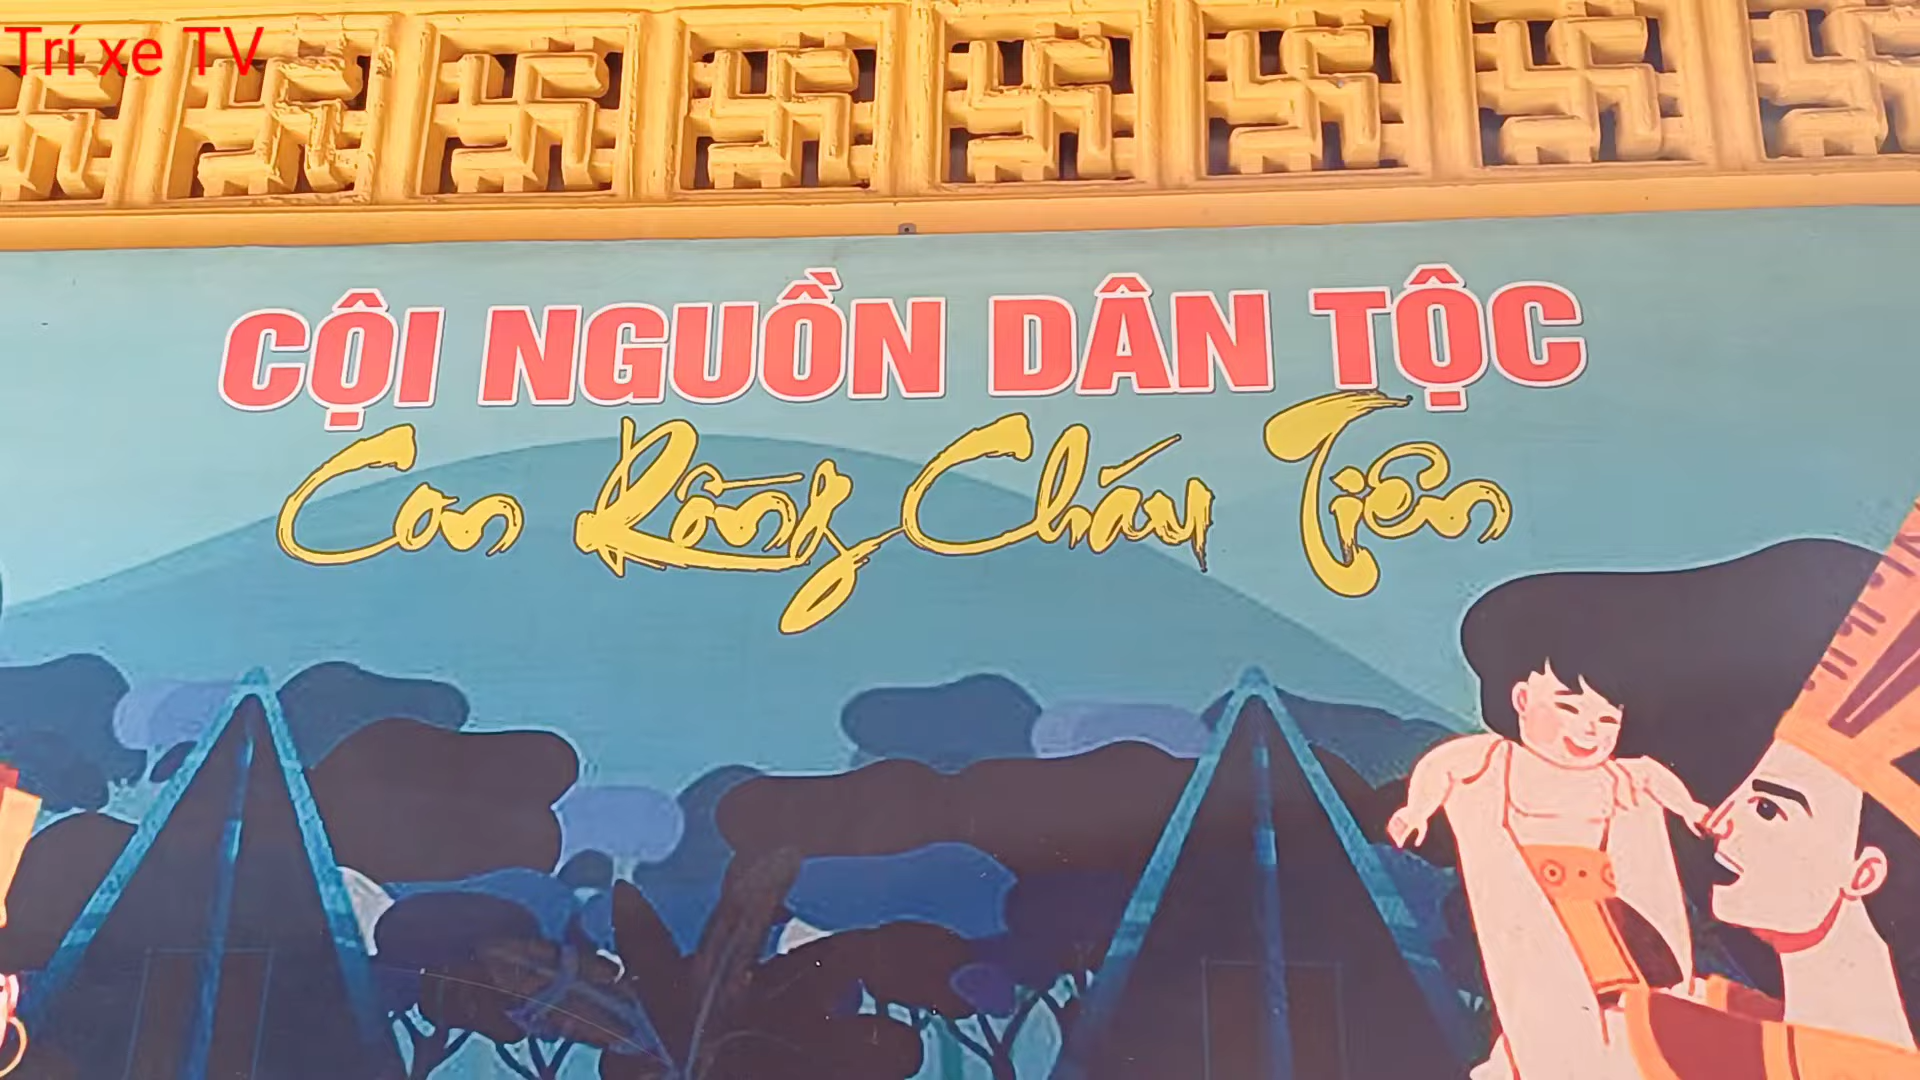 Trí xe TV
CỘI NGUỒN DÂN TỘC
Con Rồng Cháu Tiên